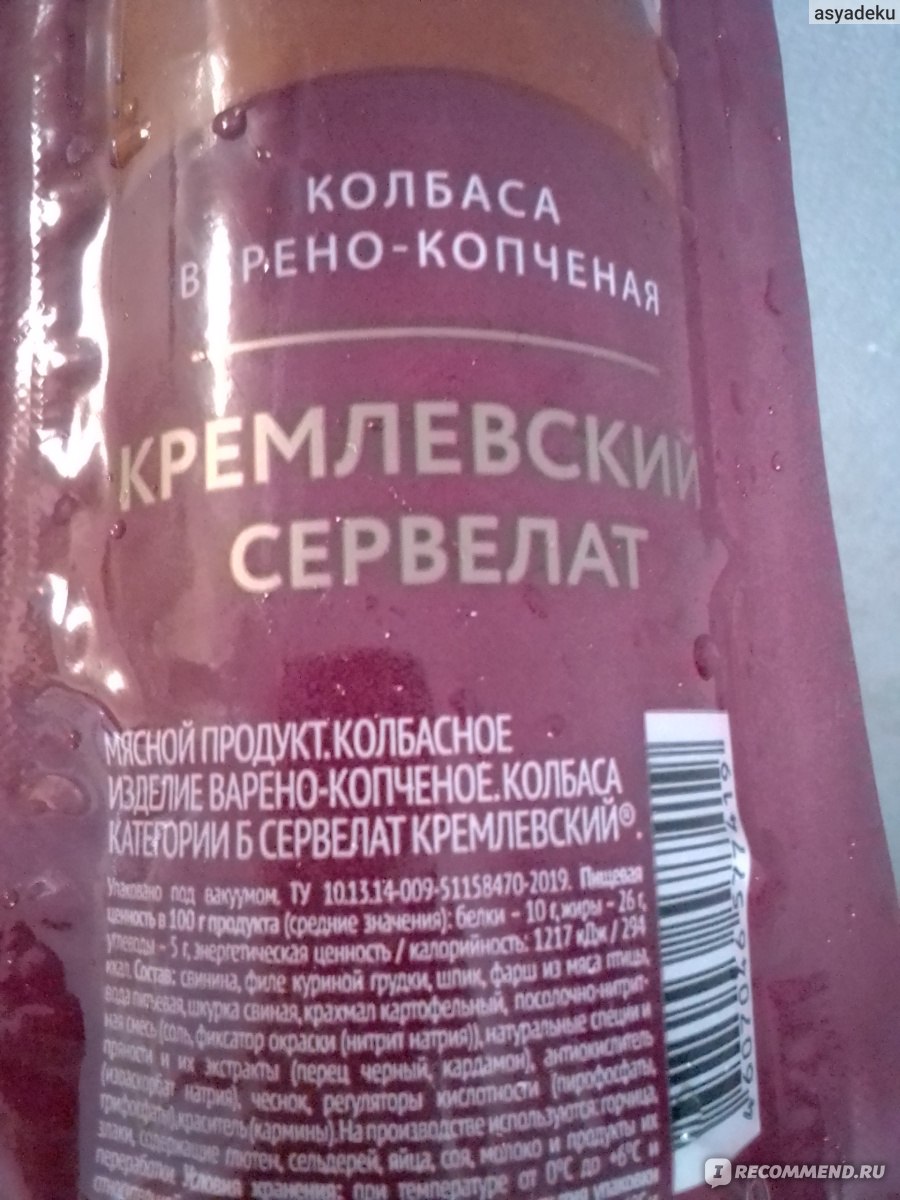 asyadeku
КОЛБАСА
ВАРЕНО-КОПЧЕНАЯ
КРЕМЛЕВСКИЙ
СЕРВЕЛАТ
МЯСНОЙ ПРОДУКТ. КОЛБАСНОЕ
ИЗДЕЛИЕ ВАРЕНО-КОПЧЕНОЕ. КОЛБАСА
КАТЕГОРИИ Б СЕРВЕЛАТ КРЕМЛЕВСКИЙ®.
Упаковано под вакуумом. ТУ 10.13.14-009-51158470-2019. Пищевая
ценность в 100 г продукта (средние значения): белки – 10 г, жиры – 26 г,
углеводы – 5 г, энергетическая ценность / калорийность: 1217 кДж / 294
ккал. Состав: свинина, филе куриной грудки, шпик, фарш из мяса птицы,
вода питьевая, шкурка свиная, крахмал картофельный, посолочно-нитрит-
ная смесь (соль, фиксатор окраски (нитрит натрия)), натуральные специи и
пряности и их экстракты (перец черный, кардамон), антиокислитель
(изоаскорбат натрия), чеснок, регуляторы кислотности (пирофосфаты,
трифосфаты), краситель (кармины). На производстве используются горчица,
злаки, содержащие глютен, сельдерей, яйца, соя, молоко и продукты их
переработки. Условия хранения: при температуре от 0°С до +6°С и
упаковки
4 607046 577449
IRECOMMEND.RU